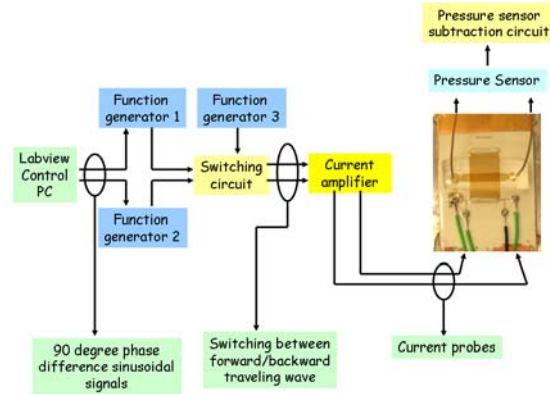 Pressure sensor
subtraction circuit
Pressure Sensor
Function
generator 1
Function
generator 3
Labview
Control
PC
Switching
circuit
Current
amplifier
Function
generator 2
90 degree phase
difference sinusoidal
signals
Switching between
forward/backward
traveling wave
Current probes